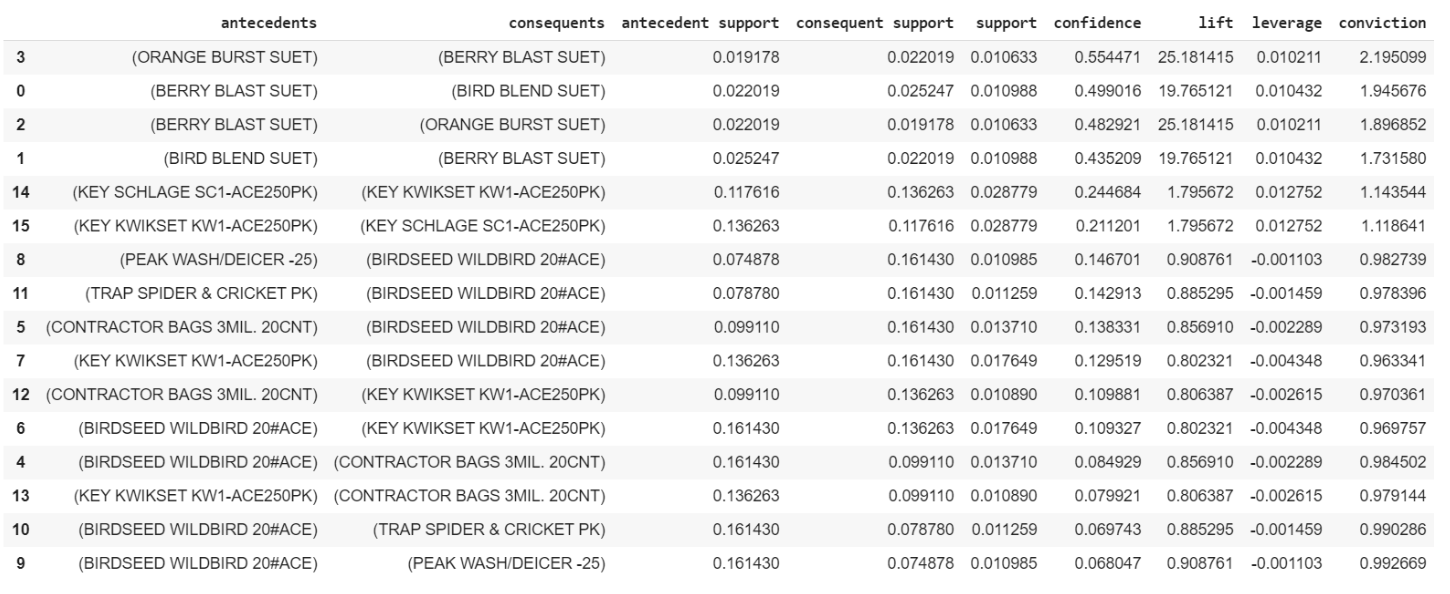 antecedents consequents antecedent support consequent support support confidence lift leverage conviction
3 (ORANGE BURST SUET) (BERRY BLAST SUET) 0.019178 0.022019 0.010633 0.554471 25.181415 0.010211 2.195099
0 (BERRY BLAST SUET) (BIRD BLEND SUET) 0.022019 0.025247 0.010988 0.499016 19.765121 0.010432 1.945676
2 (BERRY BLAST SUET) (ORANGE BURST SUET) 0.022019 0.019178 0.010633 0.482921 25.181415 0.010211 1.896852
1 (BIRD BLEND SUET) (BERRY BLAST SUET) 0.025247 0.022019 0.010988 0.435209 19.765121 0.010432 1.731580
14 (KEY SCHLAGE SC1-ACE250PK) (KEY KWIKSET KW1-ACE250PK) 0.117616 0.136263 0.028779 0.244684 1.795672 0.012752 1.143544
15 (KEY KWIKSET KW1-ACE250PK) (KEY SCHLAGE SC1-ACE250PK) 0.136263 0.117616 0.028779 0.211201 1.795672 0.012752 1.118641
8 (PEAK WASH/DEICER -25) (BIRDSEED WILDBIRD 20#ACE) 0.074878 0.161430 0.010985 0.146701 0.908761 -0.001103 0.982739
11 (TRAP SPIDER & CRICKET PK) (BIRDSEED WILDBIRD 20#ACE) 0.078780 0.161430 0.011259 0.142913 0.885295 -0.001459 0.978396
5 (CONTRACTOR BAGS 3MIL. 20CNT) (BIRDSEED WILDBIRD 20#ACE) 0.099110 0.161430 0.013710 0.138331 0.856910 -0.002289 0.973193
7 (KEY KWIKSET KW1-ACE250PK) (BIRDSEED WILDBIRD 20#ACE) 0.136263 0.161430 0.017649 0.129519 0.802321 -0.004348 0.963341
12 (CONTRACTOR BAGS 3MIL. 20CNT) (KEY KWIKSET KW1-ACE250PK) 0.099110 0.136263 0.010890 0.109881 0.806387 -0.002615 0.970361
6 (BIRDSEED WILDBIRD 20#ACE) (KEY KWIKSET KW1-ACE250PK) 0.161430 0.136263 0.017649 0.109327 0.802321 -0.004348 0.969757
4 (BIRDSEED WILDBIRD 20#ACE) (CONTRACTOR BAGS 3MIL. 20CNT) 0.161430 0.099110 0.013710 0.084929 0.856910 -0.002289 0.984502
13 (KEY KWIKSET KW1-ACE250PK) (CONTRACTOR BAGS 3MIL. 20CNT) 0.136263 0.099110 0.010890 0.079921 0.806387 -0.002615 0.979144
10 (BIRDSEED WILDBIRD 20#ACE) (TRAP SPIDER & CRICKET PK) 0.161430 0.078780 0.011259 0.069743 0.885295 -0.001459 0.990286
9 (BIRDSEED WILDBIRD 20#ACE) (PEAK WASH/DEICER -25) 0.161430 0.074878 0.010985 0.068047 0.908761 -0.001103 0.992669